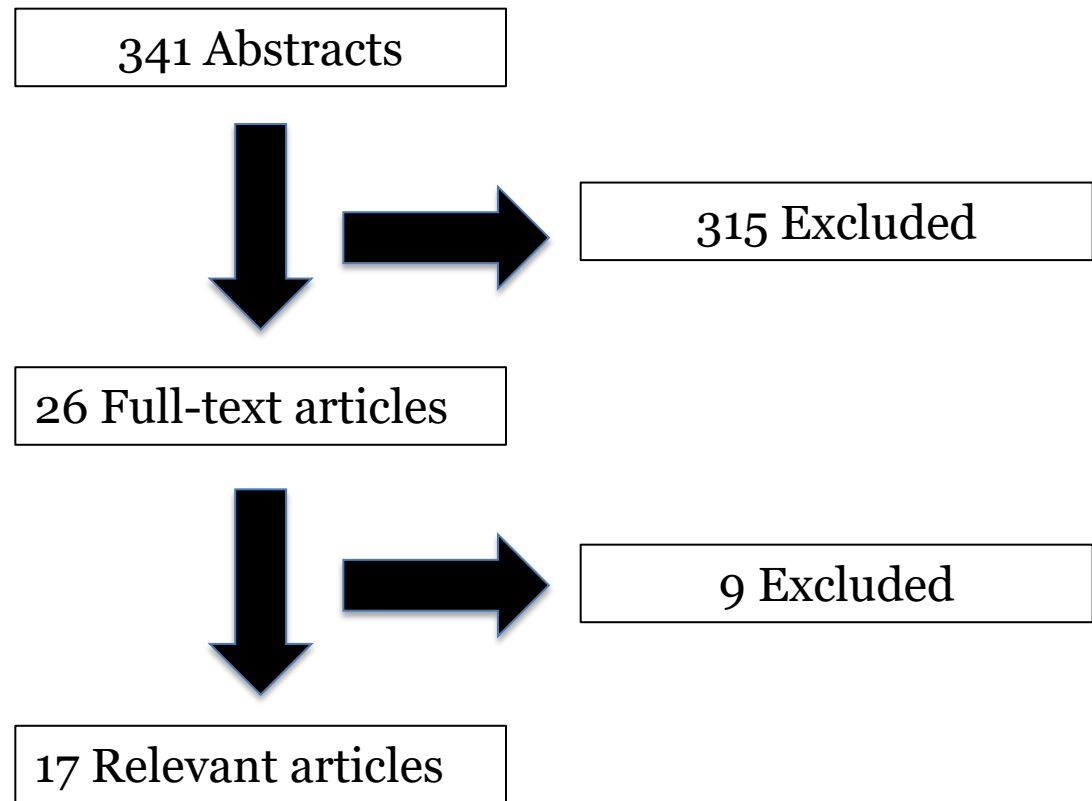 341 Abstracts
315 Excluded
26 Full-text articles
9 Excluded
17 Relevant articles